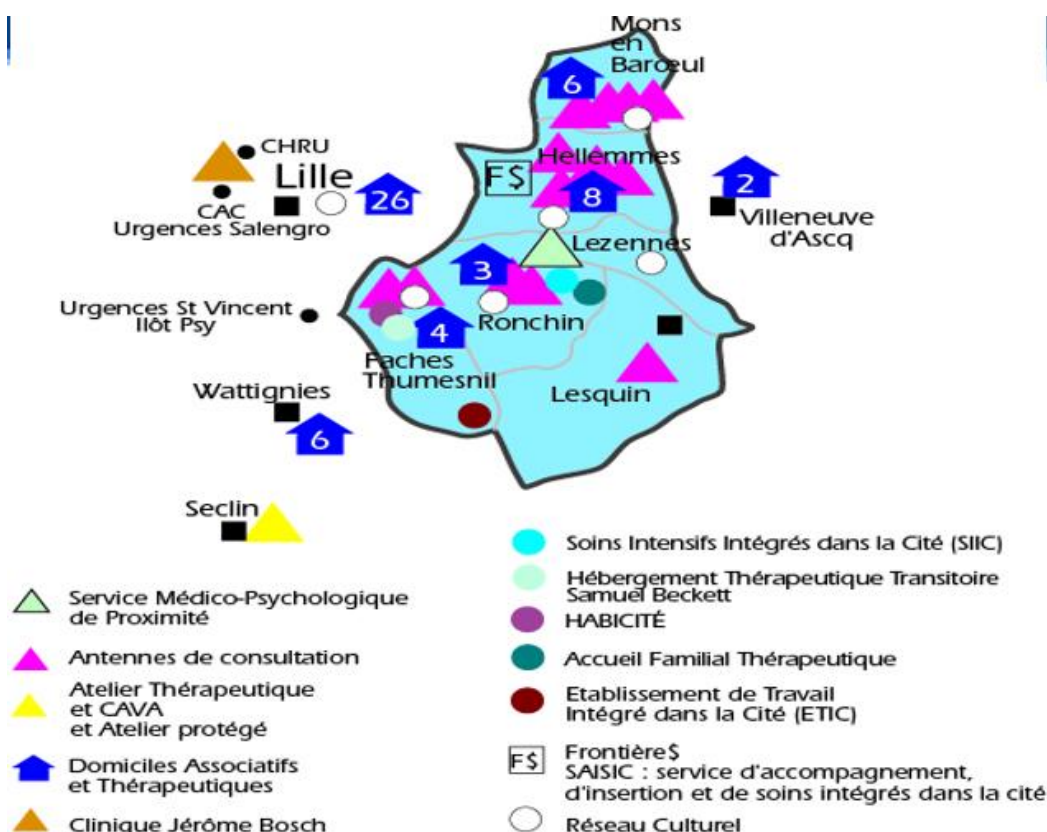 Mons
en
Barœul
6
CHRU
Hellemmes
F$
Lille
26
8
2
CAC
Urgences Salengro
Villeneuve
d'Ascq
Lezennes
3
Urgences St Vincent
Ilôt Psy
4
Ronchin
Faches
Thumesnil
Wattignies
Lesquin
6
Seclin
Service Médico-Psychologique
de Proximité
Antennes de consultation
Atelier Thérapeutique
et CAVA
et Atelier protégé
Domiciles Associatifs
et Thérapeutiques
Clinique Jérôme Bosch
Soins Intensifs Intégrés dans la Cité (SIIC)
Hébergement Thérapeutique Transitoire
Samuel Beckett
HABICITÉ
Accueil Familial Thérapeutique
Etablissement de Travail
Intégré dans la Cité (ETIC)
F$
Frontière$
SAISIC : service d'accompagnement,
d'insertion et de soins intégrés dans la cité
Réseau Culturel